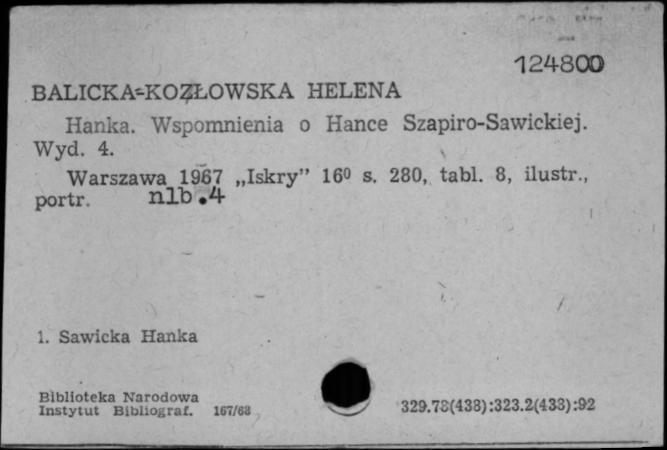 124800
BALICKA-KOZŁOWSKA HELENA
Hanka. Wspomnienia o Hance Szapiro-Sawickiej.
Wyd. 4.
Warszawa 1967 „Iskry” 16⁰ s. 280, tabl. 8, ilustr.,
portr. nlb.4
1. Sawicka Hanka
Biblioteka Narodowa
Instytut Bibliograf. 167/68
329.78(438):323.2(438):92